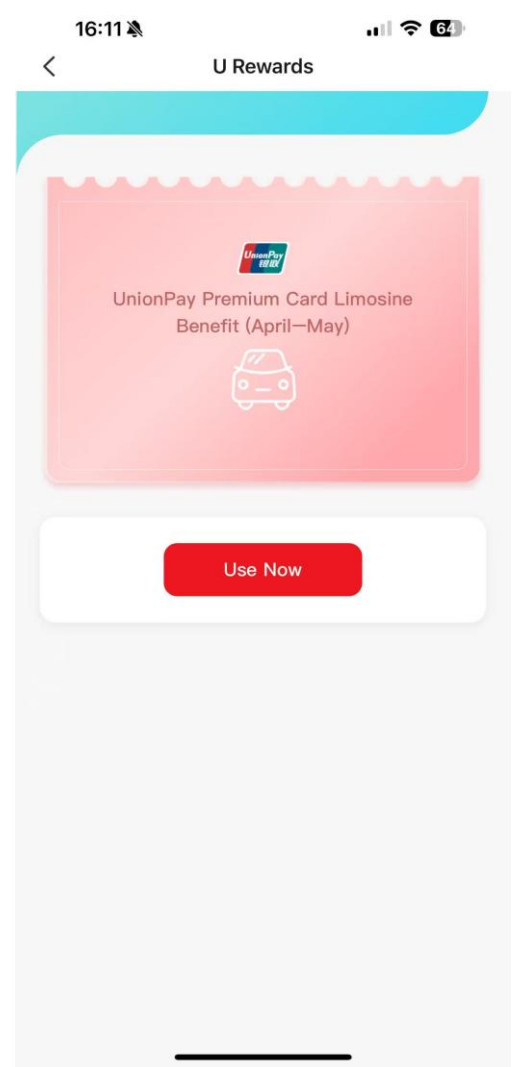 16:11
64
U Rewards
UnionPay
银联
UnionPay Premium Card Limosine
Benefit (April—May)
Use Now